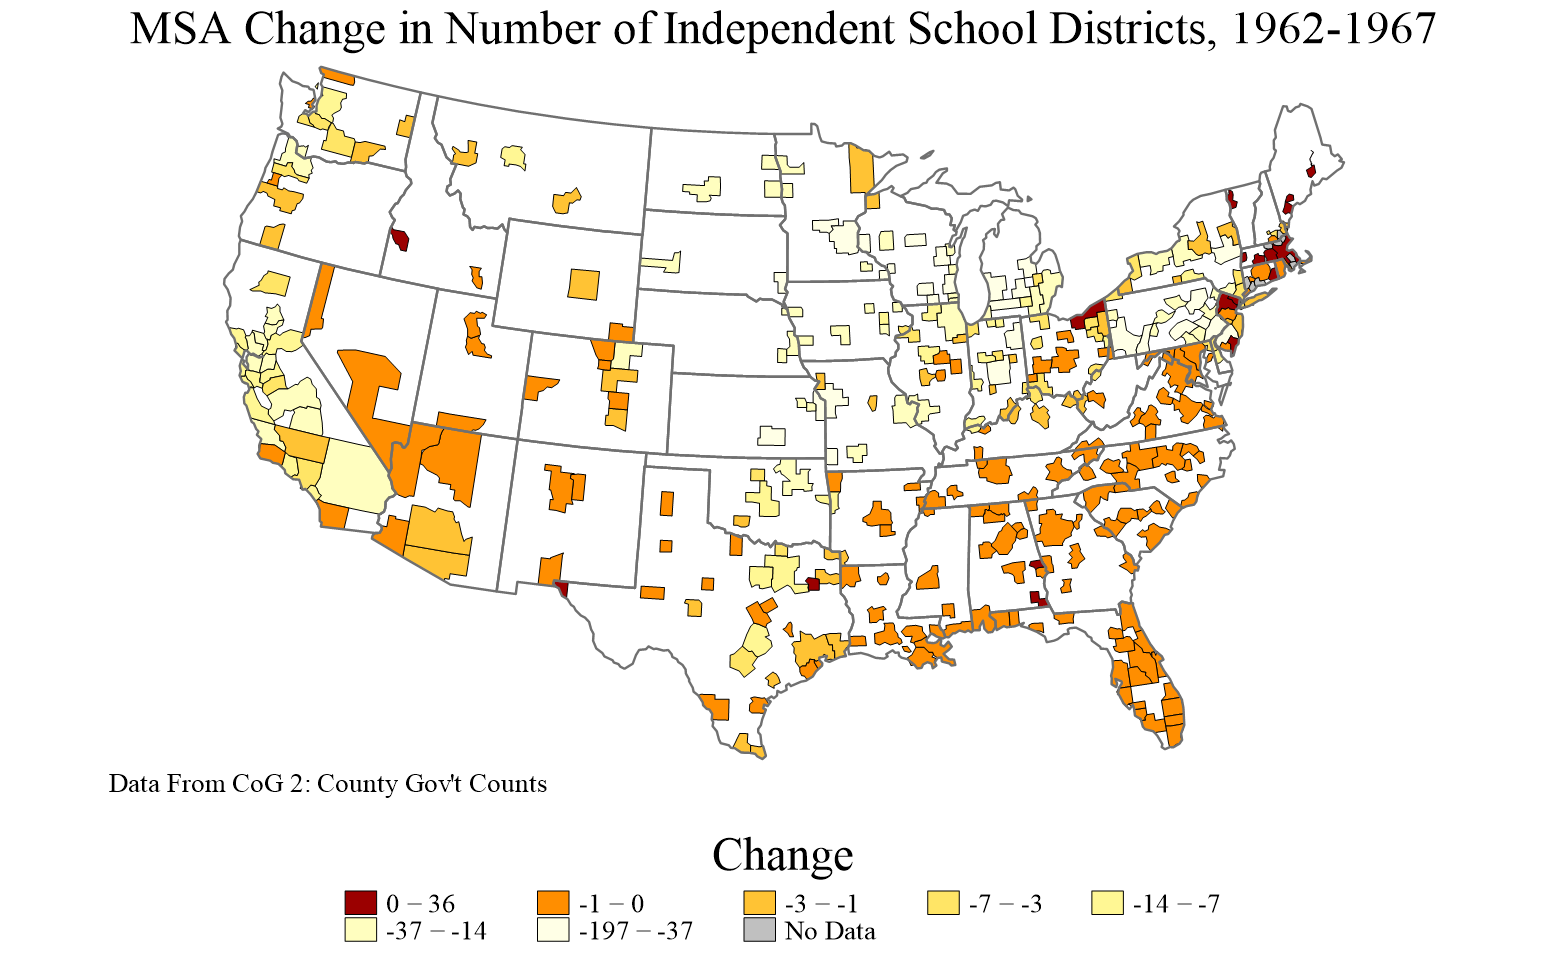 MSA Change in Number of Independent School Districts, 1962-1967
Data From CoG 2: County Gov't Counts
Change
0 − 36 -1 − 0 -3 − -1 -7 − -3 -14 − -7
-37 − -14 -197 − -37 No Data